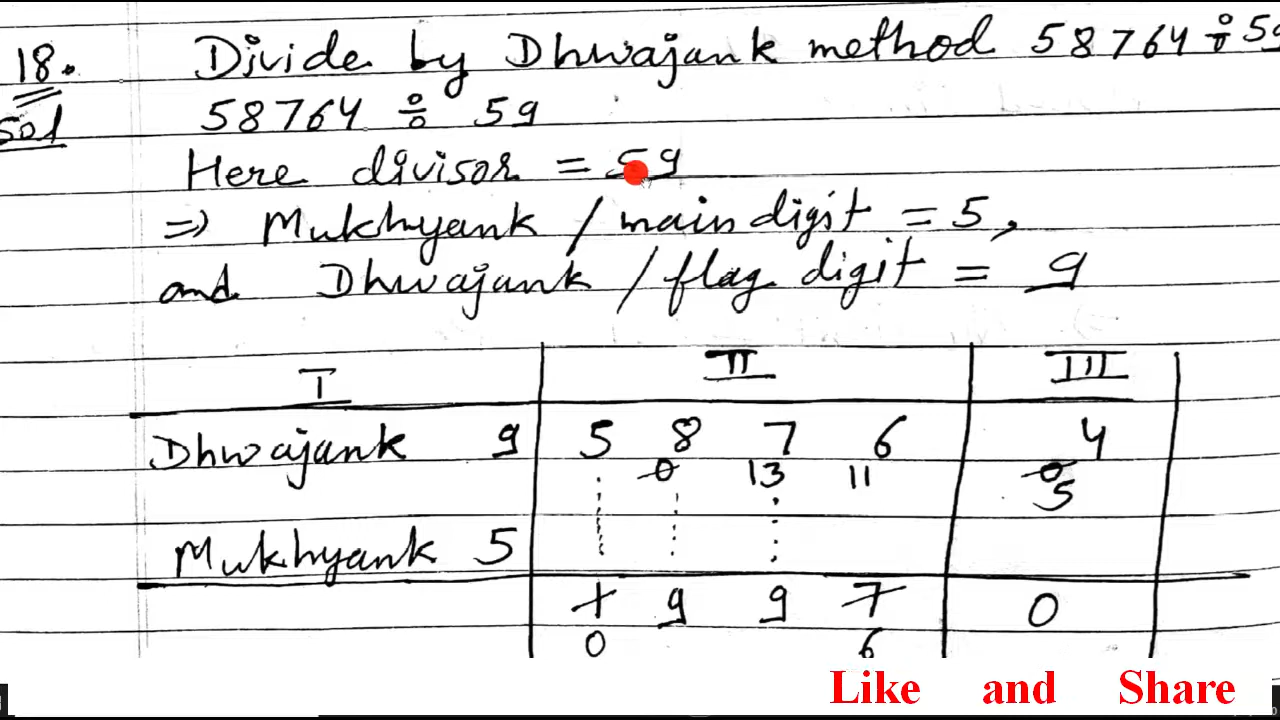 18. Divide by Dhwajank method 58764 ÷ 59
Sol 58764 ÷ 59
Here divisor = 59
⇒ Mukhyank / main digit = 5,
and Dhwajank / flag digit = 9
I II III
Dhwajank 9 5 8 7 6 4
0 13 11 0
5
Mukhyank 5
1 9 9 7 0
0 6
Like and Share